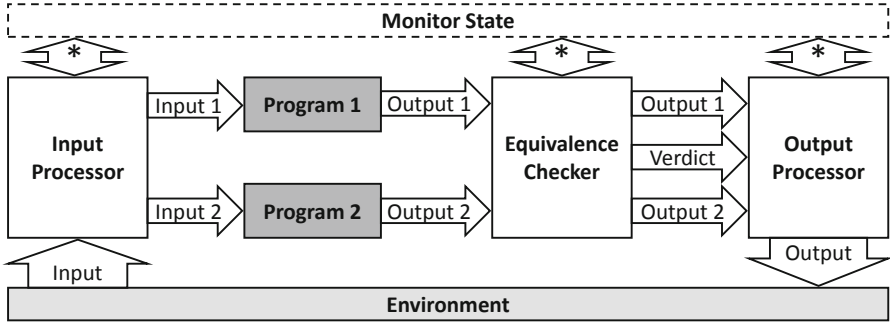 Monitor State
* * *
Input 1 Program 1 Output 1 Output 1
Input Processor
Equivalence Checker
Verdict
Output Processor
Input 2 Program 2 Output 2 Output 2
Input
Output
Environment